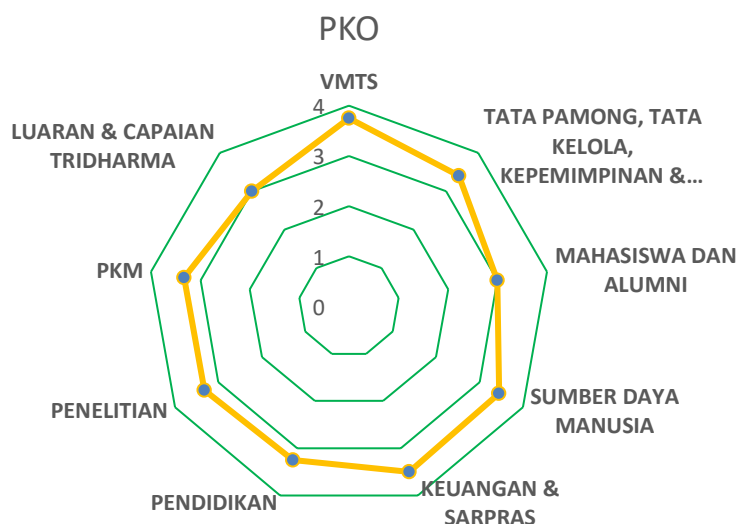 PKO
VMTS
TATA PAMONG, TATA
KELOLA,
KEPEMIMPINAN &...
MAHASISWA DAN
ALUMNI
SUMBER DAYA
MANUSIA
KEUANGAN &
SARPRAS
PENDIDIKAN
PENELITIAN
PKM
LUARAN & CAPAIAN
TRIDHARMA
4
3
2
1
0